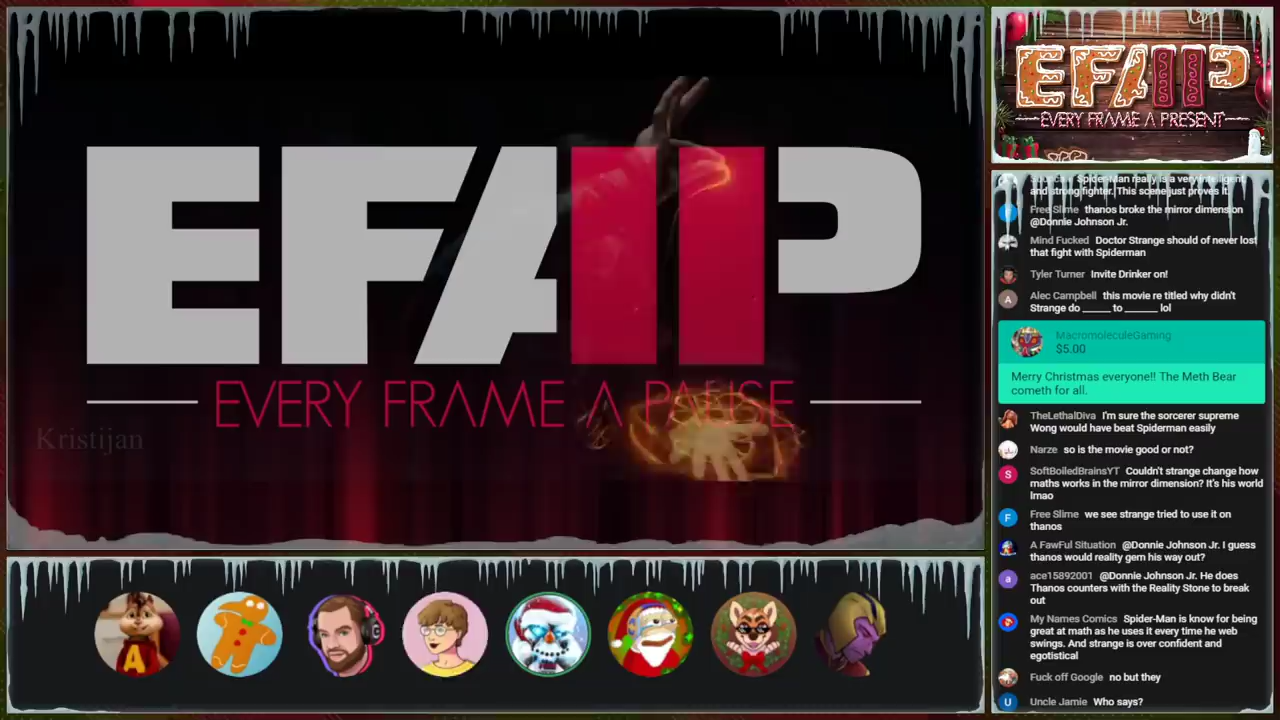 EFAP
EVERY FRAME A PAUSE
Kristijan
EFAP
EVERY FRAME A PRESENT
Spider-Man really is a very intelligent
and strong fighter. This scene just proves it.
Free Slime thanos broke the mirror dimension
@Donnie Johnson Jr.
Mind Fucked Doctor Strange should of never lost
that fight with Spiderman
Tyler Turner Invite Drinker on!
A
Alec Campbell this movie re titled why didn't
Strange do ______ to _______ lol
MacromoleculeGaming
$5.00
Merry Christmas everyone!! The Meth Bear
cometh for all.
TheLethalDiva I'm sure the sorcerer supreme
Wong would have beat Spiderman easily
Narze so is the movie good or not?
S
SoftBoiledBrainsYT Couldn't strange change how
maths works in the mirror dimension? It's his world
lmao
F
Free Slime we see strange tried to use it on
thanos
A FawFul Situation @Donnie Johnson Jr. I guess
thanos would reality gem his way out?
a
ace15892001 @Donnie Johnson Jr. He does
Thanos counters with the Reality Stone to break
out
My Names Comics Spider-Man is know for being
great at math as he uses it every time he web
swings. And strange is over confident and
egotistical
Fuck off Google no but they
U
Uncle Jamie Who says?
A